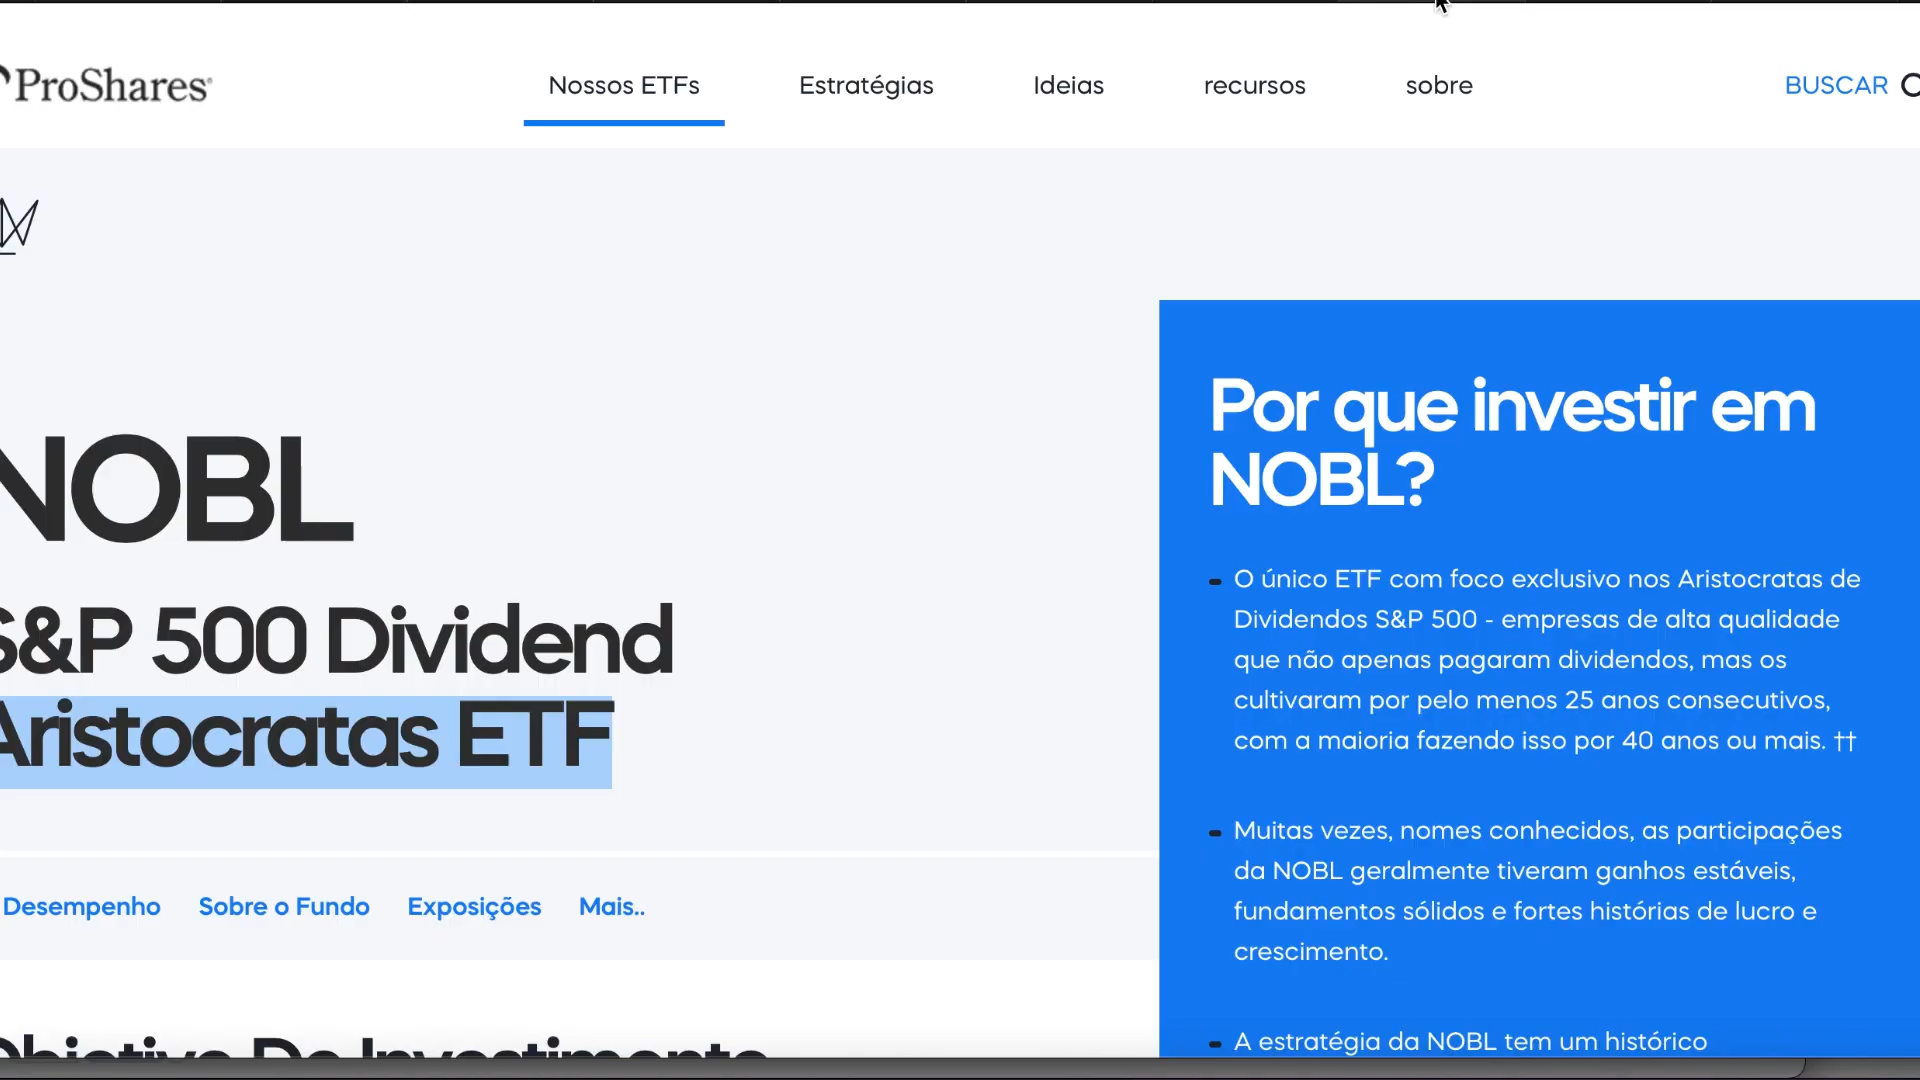 ProShares
Nossos ETFs
Estratégias
Ideias
recursos
sobre
BUSCAR
NOBL
S&P 500 Dividend
Aristocratas ETF
Desempenho
Sobre o Fundo
Exposições
Mais..
Objetivo De Investimento
Por que investir em
NOBL?
O único ETF com foco exclusivo nos Aristocratas de
Dividendos S&P 500 - empresas de alta qualidade
que não apenas pagaram dividendos, mas os
cultivaram por pelo menos 25 anos consecutivos,
com a maioria fazendo isso por 40 anos ou mais. ††
Muitas vezes, nomes conhecidos, as participações
da NOBL geralmente tiveram ganhos estáveis,
fundamentos sólidos e fortes histórias de lucro e
crescimento.
A estratégia da NOBL tem um histórico